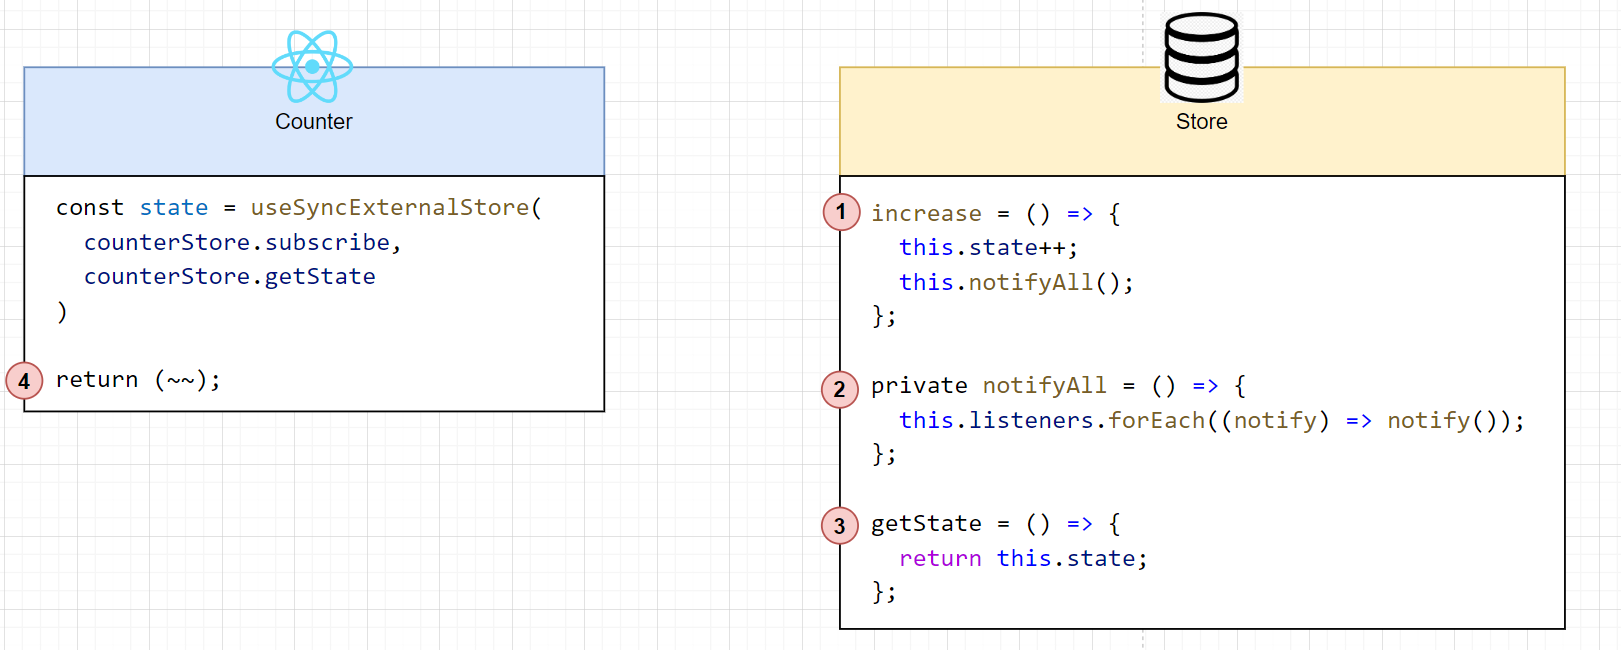 Counter
const state = useSyncExternalStore(
counterStore.subscribe,
counterStore.getState
)
4 return (~~);
Store
1 increase = () => {
this.state++;
this.notifyAll();
};
2 private notifyAll = () => {
this.listeners.forEach((notify) => notify());
};
3 getState = () => {
return this.state;
};